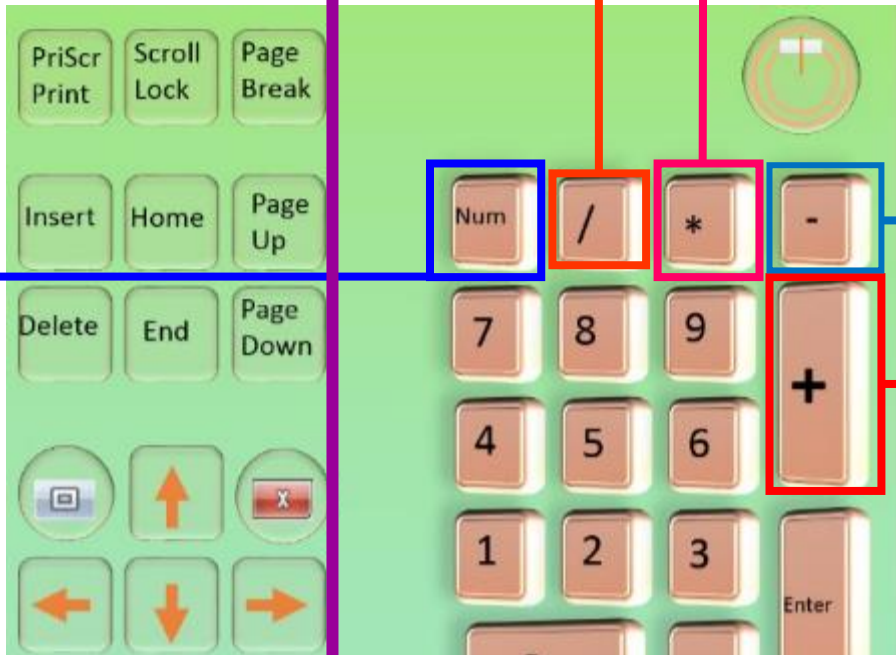 PriScr
Print
Scroll
Lock
Page
Break
Insert
Home
Page
Up
Num
/
*
-
Delete
End
Page
Down
7
8
9
+
4
5
6
X
1
2
3
Enter